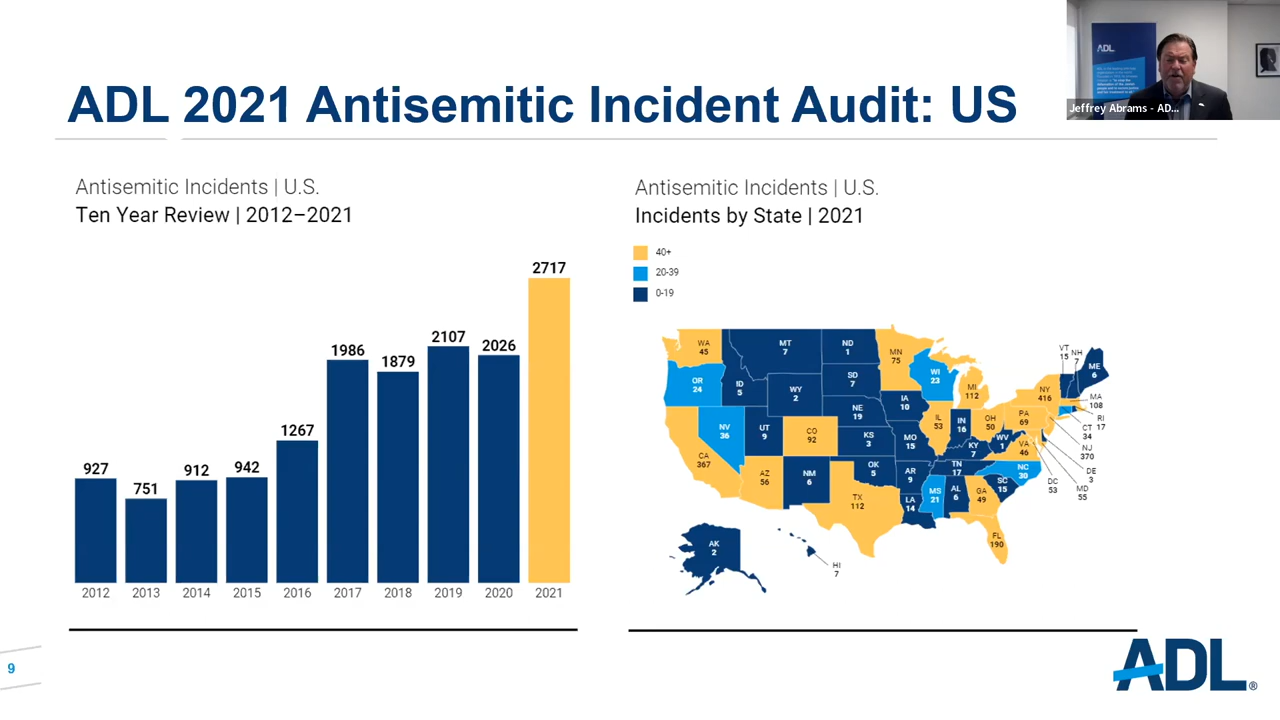 ADL
Jeffrey Abrams - AD...
ADL 2021 Antisemitic Incident Audit: US
Antisemitic Incidents | U.S.
Ten Year Review | 2012–2021
927
751
912
942
1267
1986
1879
2107
2026
2717
2012
2013
2014
2015
2016
2017
2018
2019
2020
2021
Antisemitic Incidents | U.S.
Incidents by State | 2021
40+
20-39
0-19
WA
45
MT
7
ND
1
MN
75
VT
15
NH
7
ME
6
OR
24
ID
5
WY
2
SD
7
WI
23
MI
112
NY
416
MA
108
RI
17
CT
34
NJ
370
NV
36
UT
9
CO
92
NE
19
IA
10
IL
53
IN
16
OH
50
PA
69
CA
367
AZ
56
NM
6
KS
3
MO
15
KY
7
WV
1
VA
46
DE
3
MD
55
DC
53
OK
5
AR
9
TN
17
NC
30
SC
15
TX
112
LA
14
MS
21
AL
6
GA
49
FL
190
AK
2
HI
7
9
ADL®